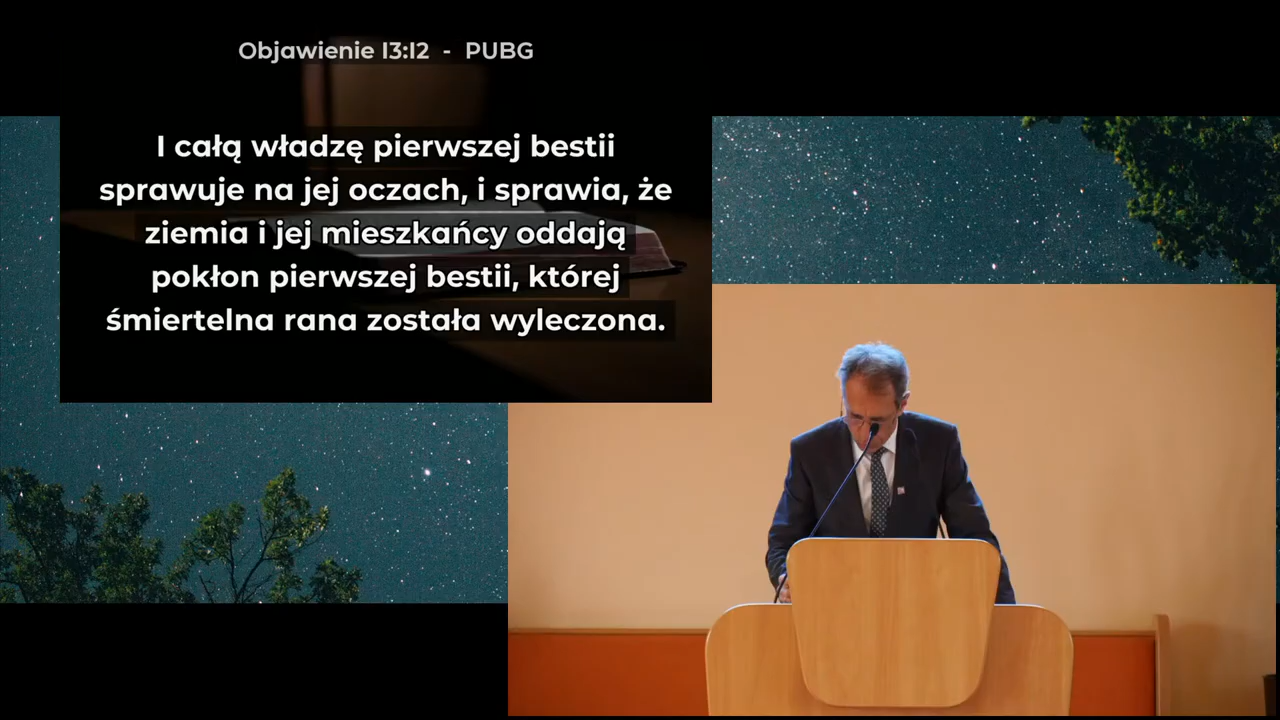 Objawienie 13:12 - PUBG
I całą władzę pierwszej bestii
sprawuje na jej oczach, i sprawia, że
ziemia i jej mieszkańcy oddają
pokłon pierwszej bestii, której
śmiertelna rana została wyleczona.